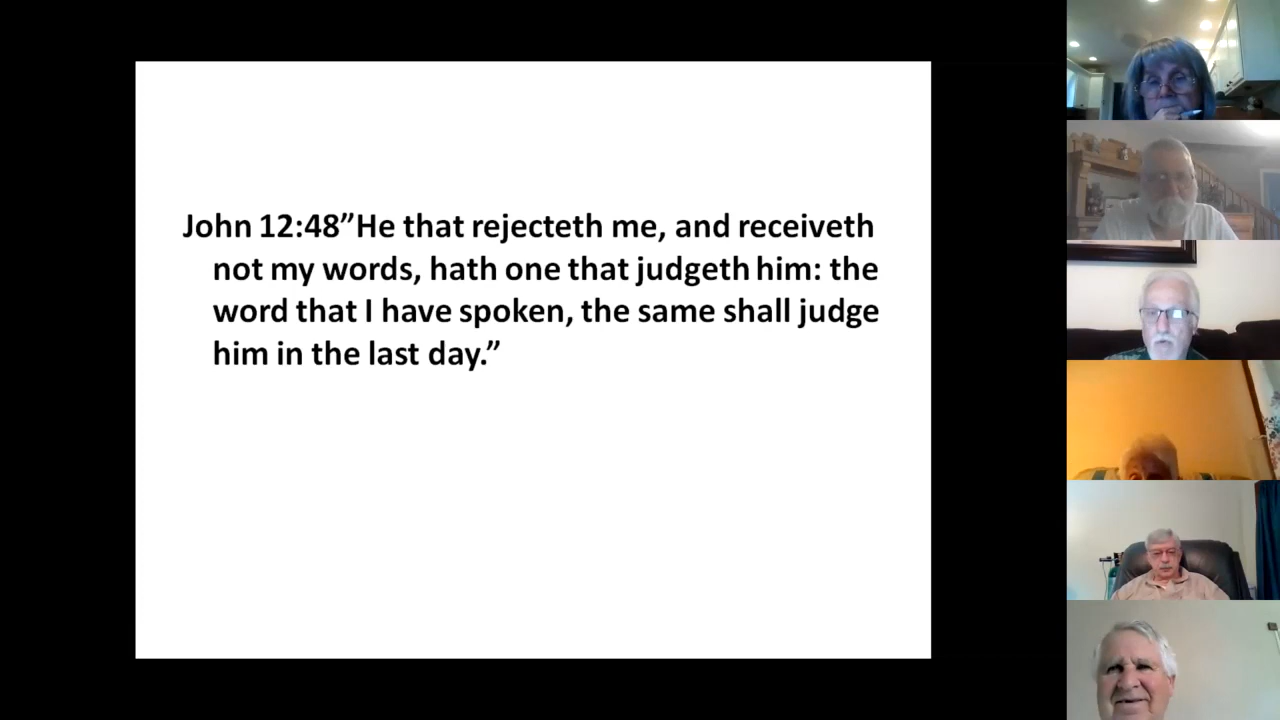 John 12:48”He that rejecteth me, and receiveth
not my words, hath one that judgeth him: the
word that I have spoken, the same shall judge
him in the last day.”